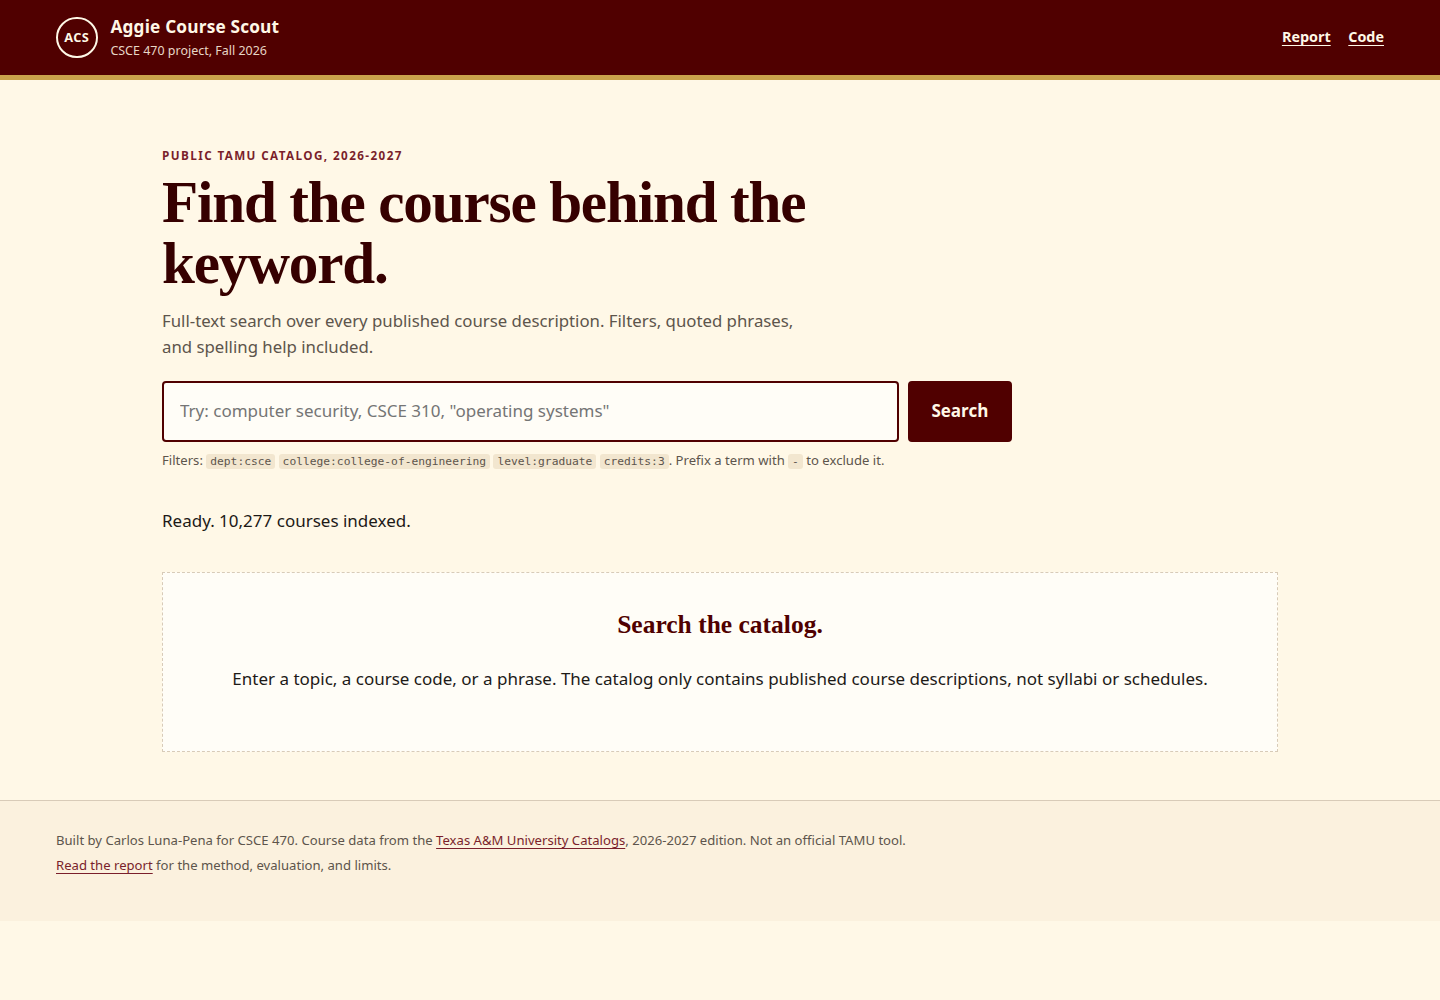 ACS
Aggie Course Scout
CSCE 470 project, Fall 2026
Report Code
PUBLIC TAMU CATALOG, 2026-2027
Find the course behind the
keyword.
Full-text search over every published course description. Filters, quoted phrases,
and spelling help included.
Try: computer security, CSCE 310, "operating systems"
Search
Filters: dept:csce college:college-of-engineering level:graduate credits:3. Prefix a term with - to exclude it.
Ready. 10,277 courses indexed.
Search the catalog.
Enter a topic, a course code, or a phrase. The catalog only contains published course descriptions, not syllabi or schedules.
Built by Carlos Luna-Pena for CSCE 470. Course data from the Texas A&M University Catalogs, 2026-2027 edition. Not an official TAMU tool.
Read the report for the method, evaluation, and limits.